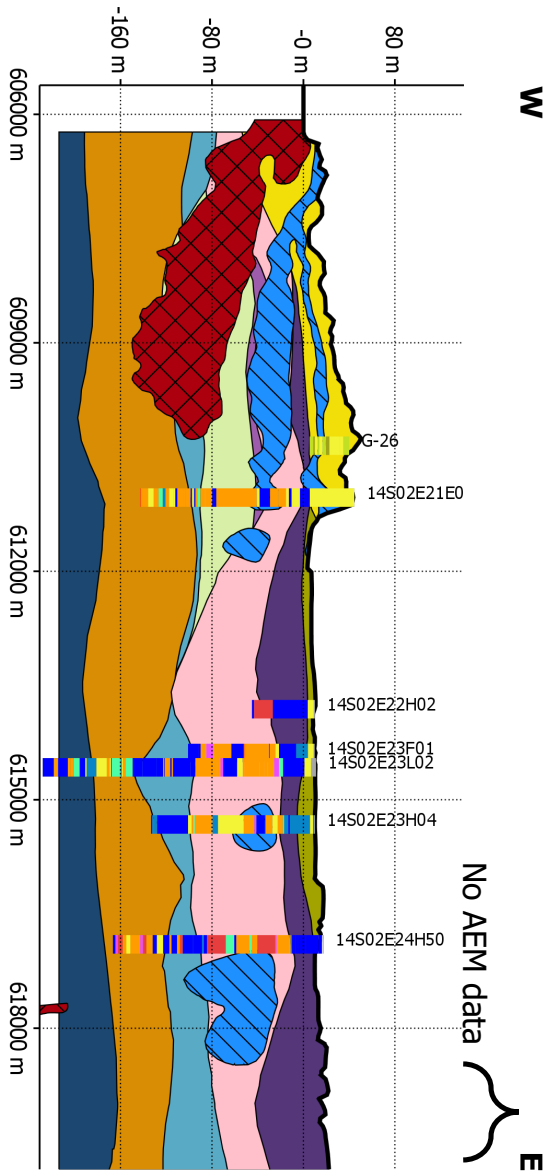 W
-160 m
-80 m
-0 m
80 m
606000 m
609000 m
G-26
14S02E21E0
612000 m
14S02E22H02
14S02E23F01
14S02E23L02
615000 m
14S02E23H04
No AEM data
14S02E24H50
618000 m
E